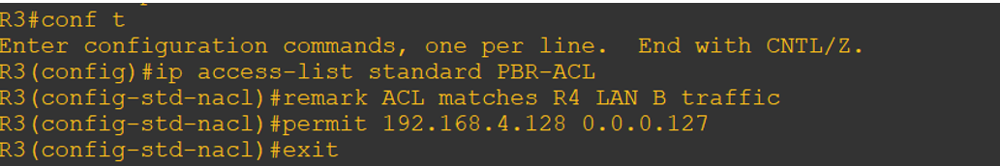 R3#conf t
Enter configuration commands, one per line.  End with CNTL/Z.
R3(config)#ip access-list standard PBR-ACL
R3(config-std-nacl)#remark ACL matches R4 LAN B traffic
R3(config-std-nacl)#permit 192.168.4.128 0.0.0.127
R3(config-std-nacl)#exit